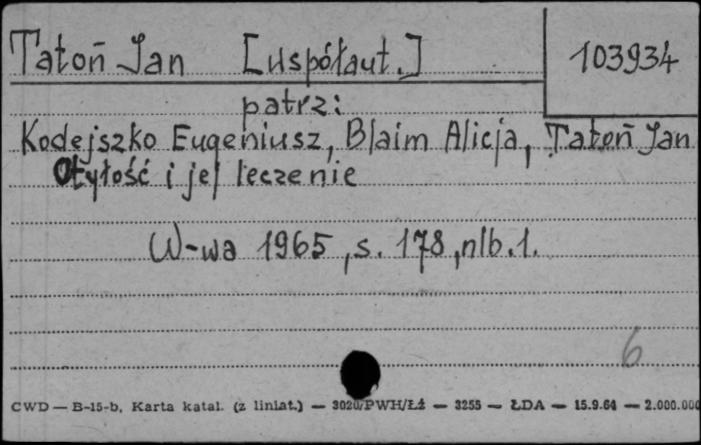 Tatoń Jan [współaut.]
103934
patrz:
Kodejszko Eugeniusz, Blaim Alicja, Tatoń Jan
Otyłość i jej leczenie
W-wa 1965, s. 178, nlb. 1.
6
CWD — B-15-b, Karta katal. (z liniat.) — 3020/PWH/Łż — 3255 — ŁDA — 15.9.64 — 2.000.000